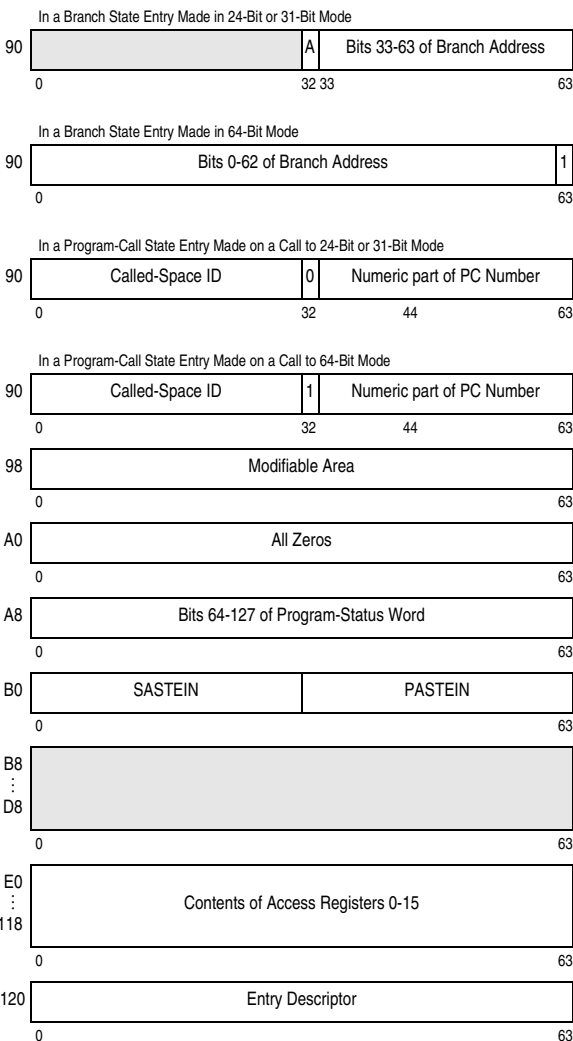 In a Branch State Entry Made in 24-Bit or 31-Bit Mode
90 A Bits 33-63 of Branch Address
0 32 33 63
In a Branch State Entry Made in 64-Bit Mode
90 Bits 0-62 of Branch Address 1
0 63
In a Program-Call State Entry Made on a Call to 24-Bit or 31-Bit Mode
90 Called-Space ID 0 Numeric part of PC Number
0 32 44 63
In a Program-Call State Entry Made on a Call to 64-Bit Mode
90 Called-Space ID 1 Numeric part of PC Number
0 32 44 63
98 Modifiable Area
0 63
A0 All Zeros
0 63
A8 Bits 64-127 of Program-Status Word
0 63
B0 SASTEIN PASTEIN
0 63
B8
⋮
D8
0 63
E0
⋮ Contents of Access Registers 0-15
118
0 63
120 Entry Descriptor
0 63